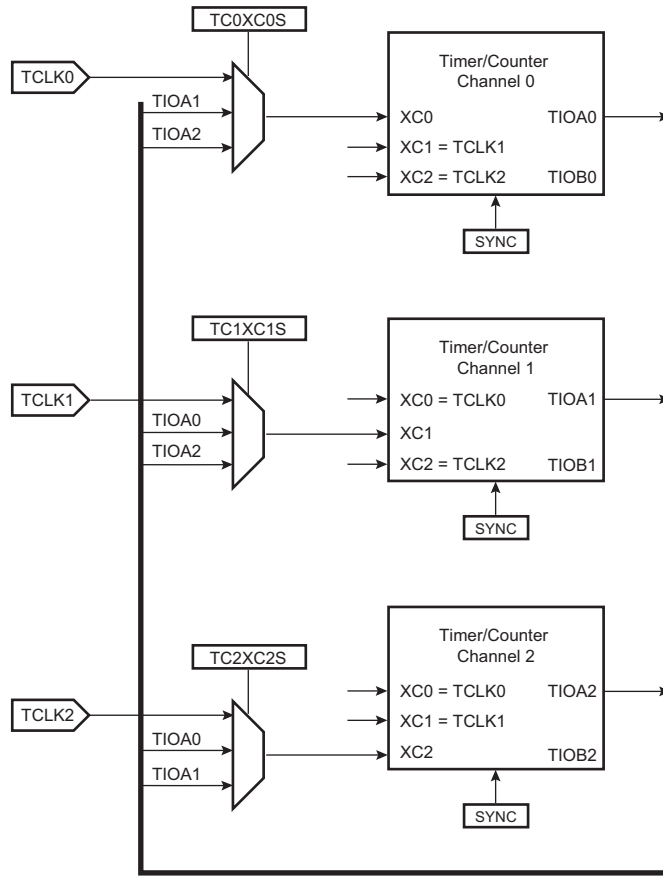 TC0XC0S
TCLK0
TIOA1
TIOA2
Timer/Counter
Channel 0
XC0
TIOA0
XC1 = TCLK1
XC2 = TCLK2
TIOB0
SYNC
TC1XC1S
TCLK1
TIOA0
TIOA2
Timer/Counter
Channel 1
XC0 = TCLK0
TIOA1
XC1
XC2 = TCLK2
TIOB1
SYNC
TC2XC2S
TCLK2
TIOA0
TIOA1
Timer/Counter
Channel 2
XC0 = TCLK0
TIOA2
XC1 = TCLK1
XC2
TIOB2
SYNC